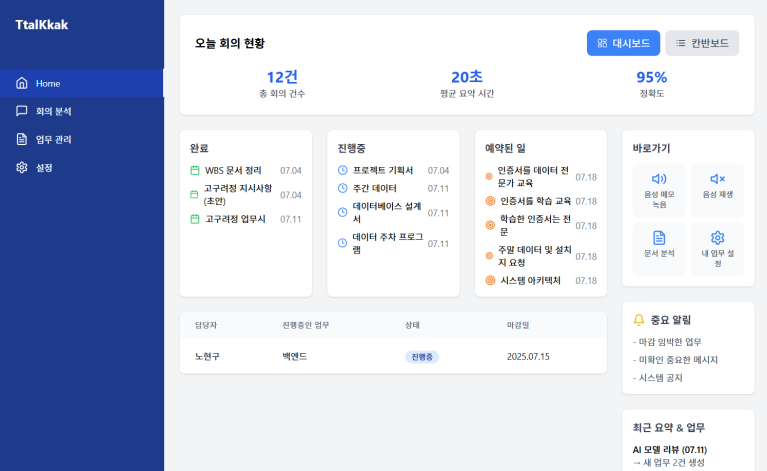 TtalKkak
Home
회의 분석
업무 관리
설정
오늘 회의 현황
대시보드
칸반보드
12건
총 회의 건수
20초
평균 요약 시간
95%
정확도
완료
WBS 문서 정리 07.04
고구려정 지시사항
(초안) 07.04
고구려정 업무시 07.11
진행중
프로젝트 기획서 07.04
주간 데이터 07.11
데이터베이스 설계
서 07.11
데이터 주차 프로그
램 07.11
예약된 일
인증서를 데이터 전
문가 교육 07.18
인증서를 학습 교육 07.18
학습한 인증서는 전
문 07.18
주말 데이터 및 설치
지 요청 07.18
시스템 아키텍처 07.18
바로가기
음성 메모
녹음
음성 재생
문서 분석
내 업무 설
정
담당자 진행중인 업무 상태 마감일
노현구 백엔드 진행중 2025.07.15
중요 알림
- 마감 임박한 업무
- 미확인 중요한 메시지
- 시스템 공지
최근 요약 & 업무
AI 모델 리뷰 (07.11)
→ 새 업무 2건 생성